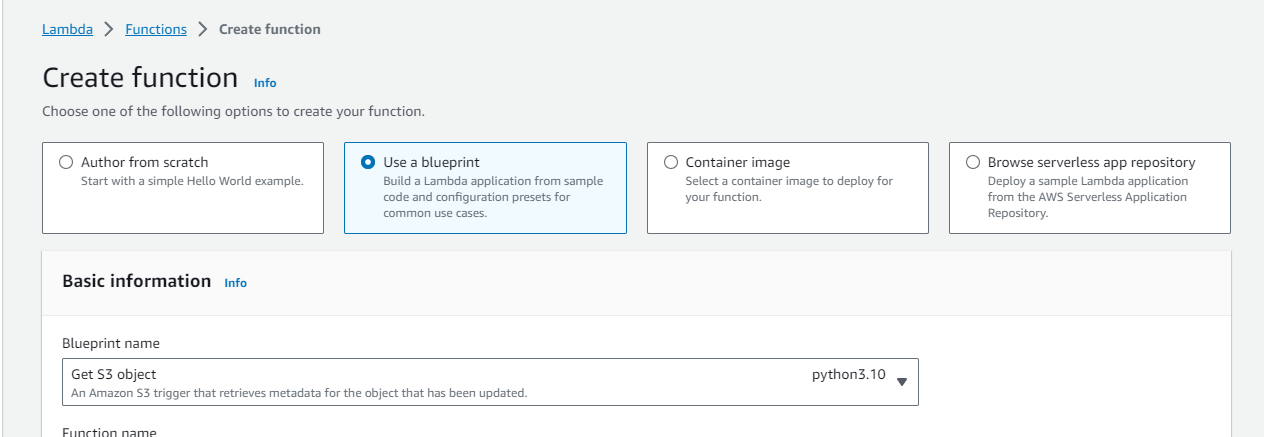 Lambda > Functions > Create function
Create function Info
Choose one of the following options to create your function.
Author from scratch
Start with a simple Hello World example.
Use a blueprint
Build a Lambda application from sample
code and configuration presets for
common use cases.
Container image
Select a container image to deploy for
your function.
Browse serverless app repository
Deploy a sample Lambda application
from the AWS Serverless Application
Repository.
Basic information Info
Blueprint name
Get S3 object python3.10
An Amazon S3 trigger that retrieves metadata for the object that has been updated.
Function name